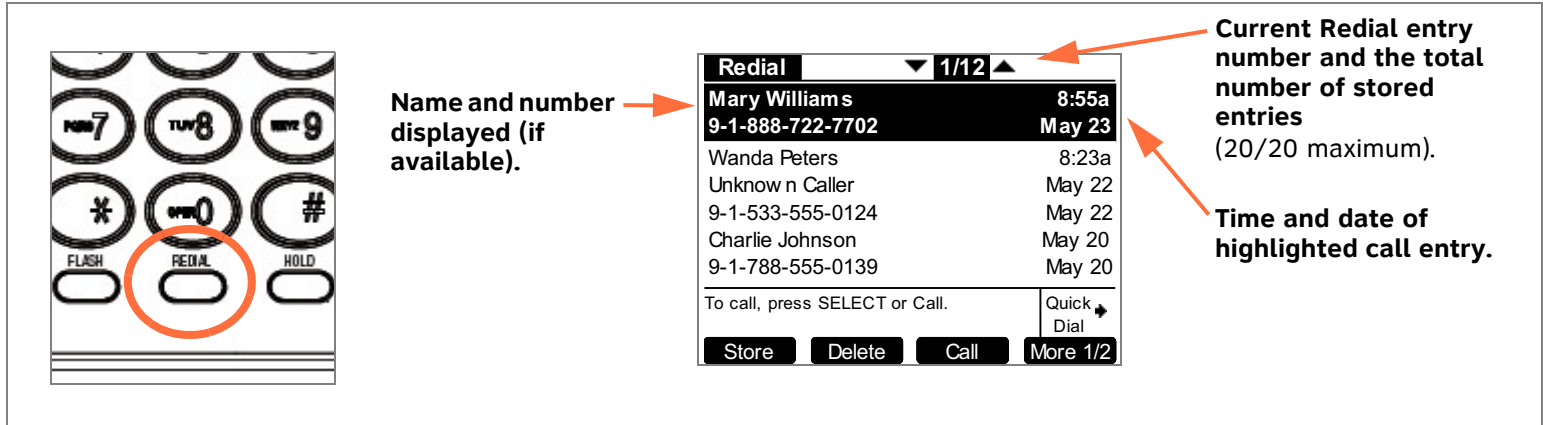 7
TUV8
9
*
OPER0
#
FLASH
REDIAL
HOLD
Name and number
displayed (if
available).
Redial ▼ 1/12 ▲
Mary Williams 8:55a
9-1-888-722-7702 May 23
Wanda Peters 8:23a
Unknown Caller May 22
9-1-533-555-0124 May 22
Charlie Johnson May 20
9-1-788-555-0139 May 20
To call, press SELECT or Call.
Quick
Dial
Store Delete Call More 1/2
Current Redial entry
number and the total
number of stored
entries
(20/20 maximum).
Time and date of
highlighted call entry.